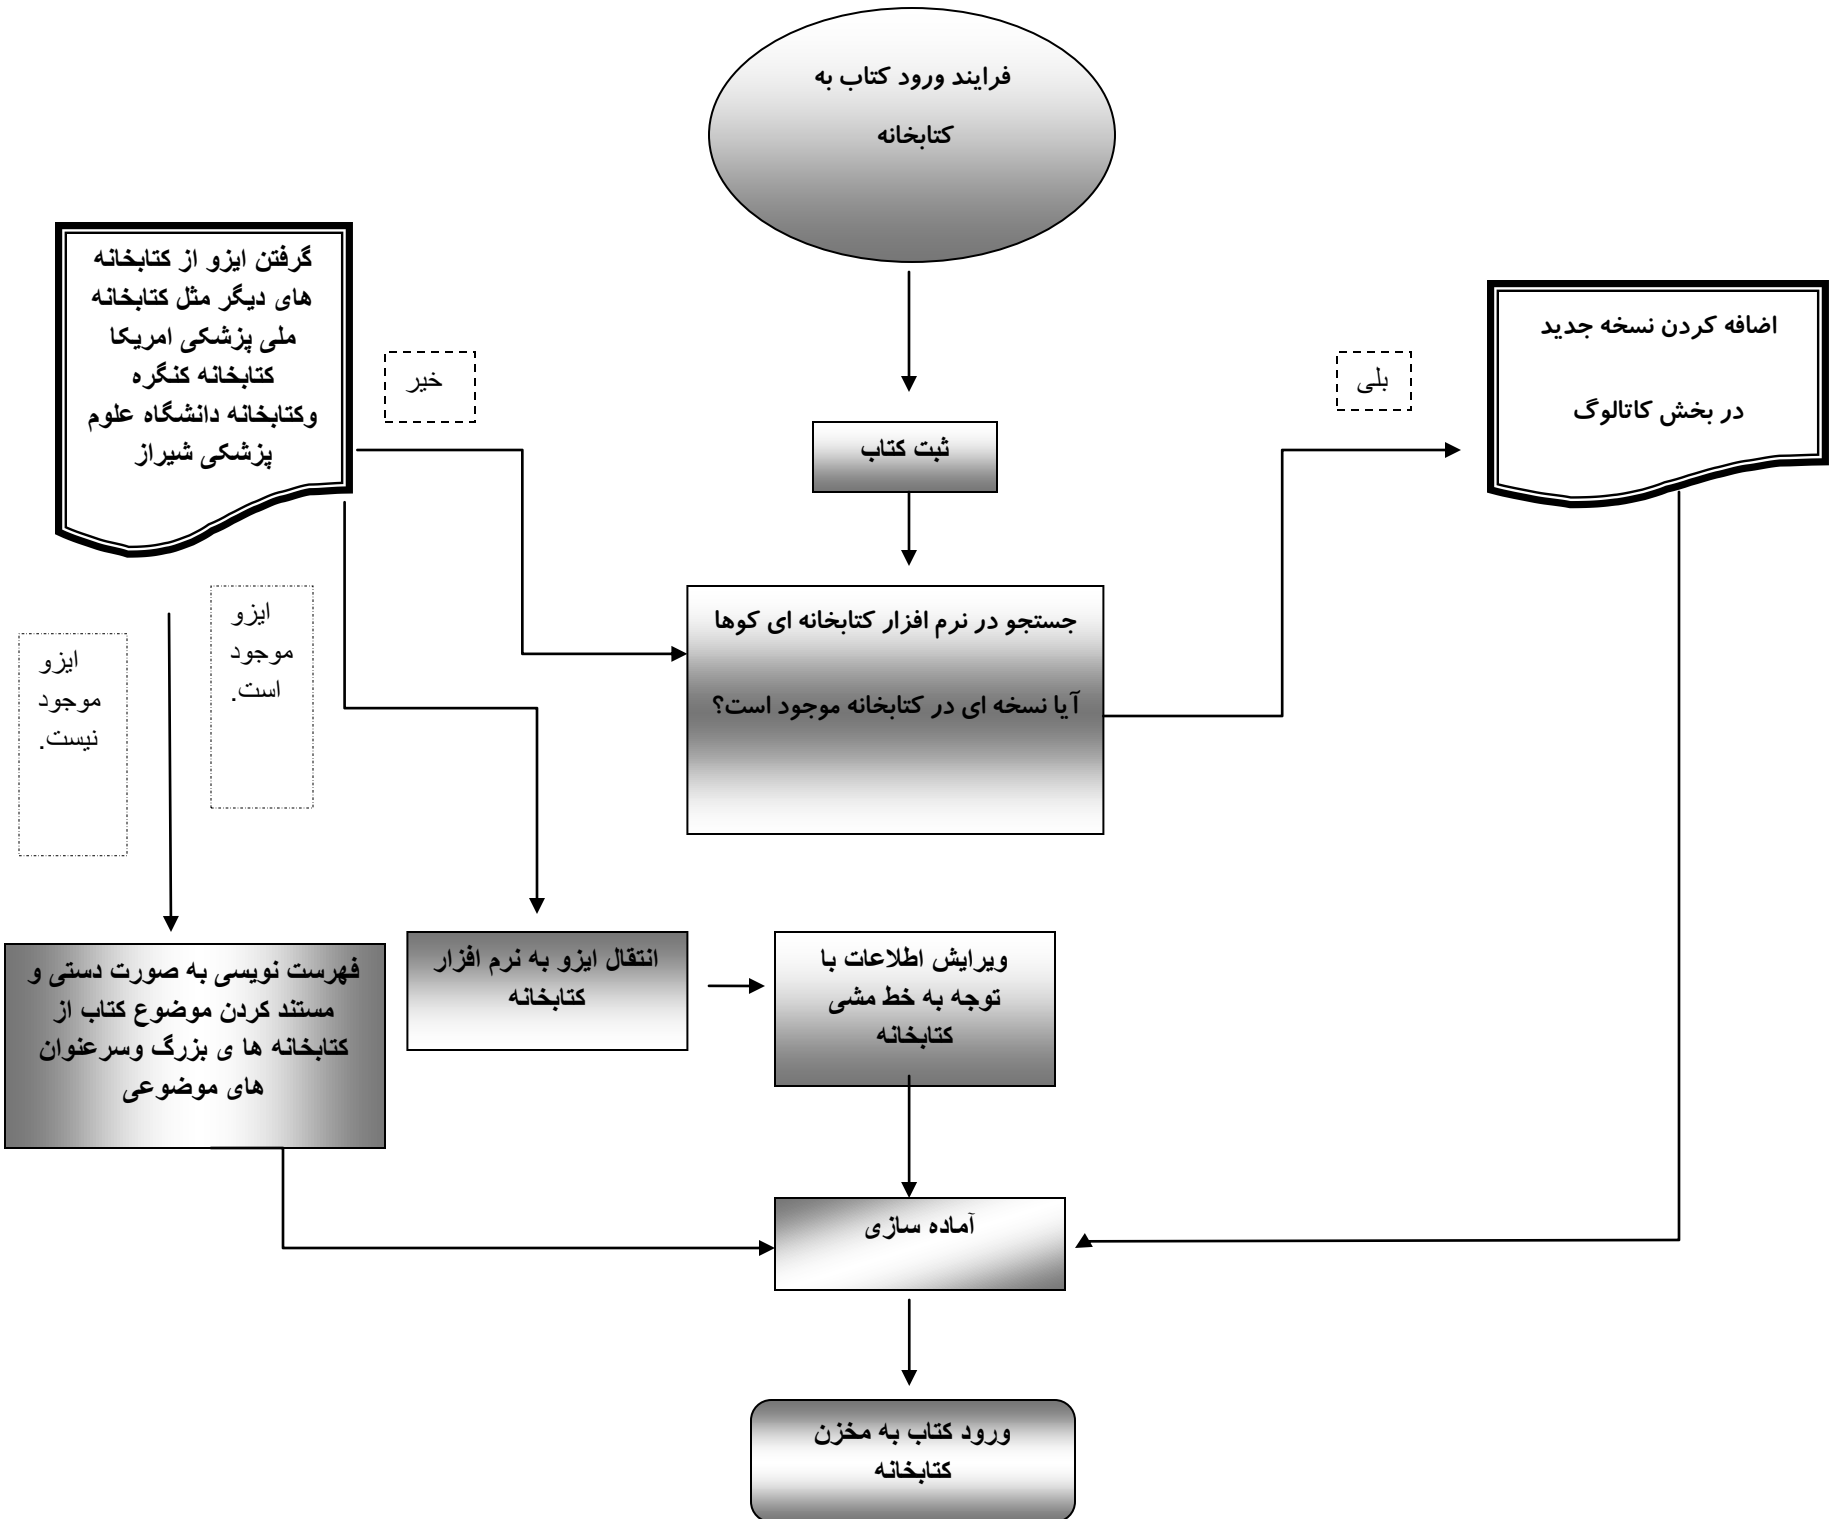 فرایند ورود کتاب به
کتابخانه
ثبت کتاب
جستجو در نرم افزار کتابخانه ای کوها
آیا نسخه ای در کتابخانه موجود است؟
بلی
اضافه کردن نسخه جدید
در بخش کاتالوگ
خیر
گرفتن ایزو از کتابخانه
های دیگر مثل کتابخانه
ملی پزشکی امریکا
کتابخانه کنگره
وکتابخانه دانشگاه علوم
پزشکی شیراز
ایزو
موجود
است.
ایزو
موجود
نیست.
انتقال ایزو به نرم افزار
کتابخانه
ویرایش اطلاعات با
توجه به خط مشی
کتابخانه
فهرست نویسی به صورت دستی و
مستند کردن موضوع کتاب از
کتابخانه ها ی بزرگ وسرعنوان
های موضوعی
آماده سازی
ورود کتاب به مخزن
کتابخانه